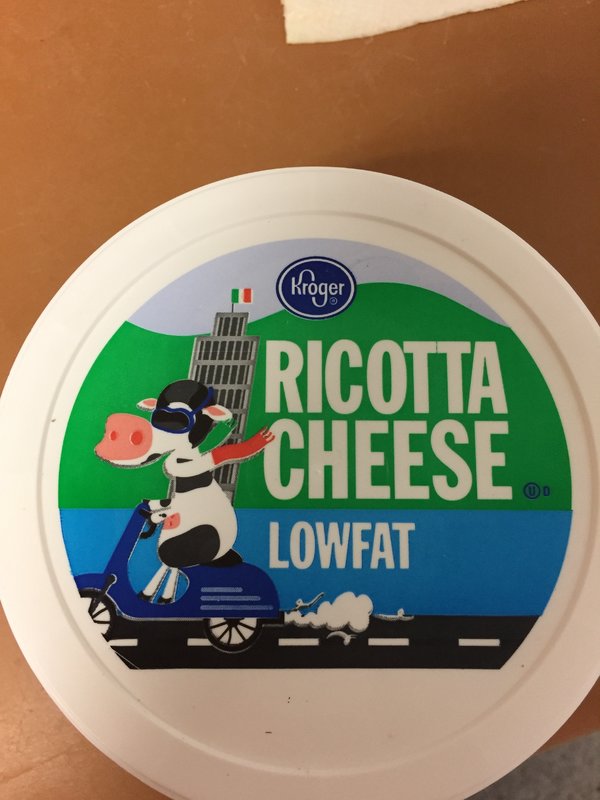 Kroger ®
RICOTTA
CHEESE Ⓤ D
LOWFAT